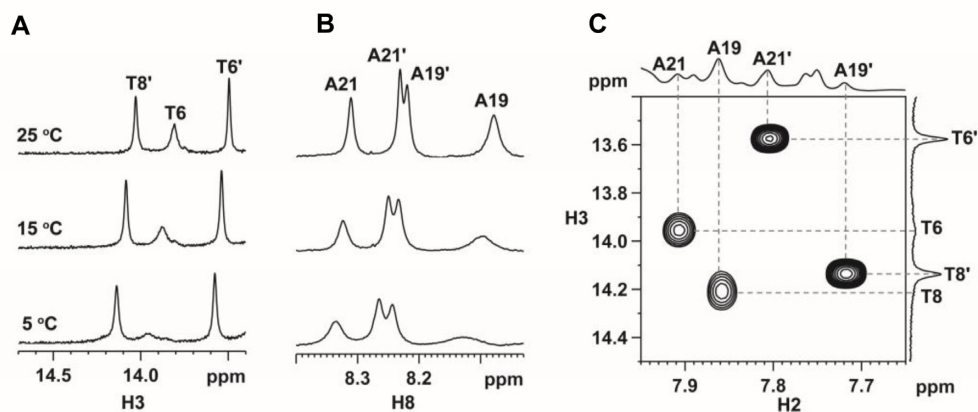 A
T8' T6 T6'
25 °C
15 °C
5 °C
14.5 14.0 ppm
H3
B
A21 A21' A19' A19
8.3 8.2 ppm
H8
C
A21 A19 A21' A19'
ppm
13.6
13.8
H3 14.0
14.2
14.4
T6'
T6
T8'
T8
7.9 7.8 7.7 ppm
H2